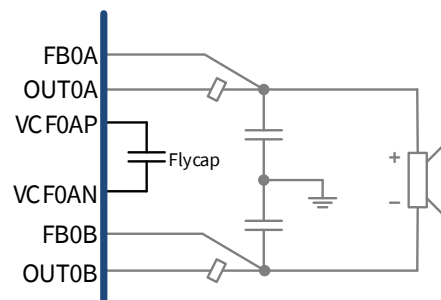 FB0A
OUT0A
VCF0AP
Flycap
+
VCF0AN
−
FB0B
OUT0B